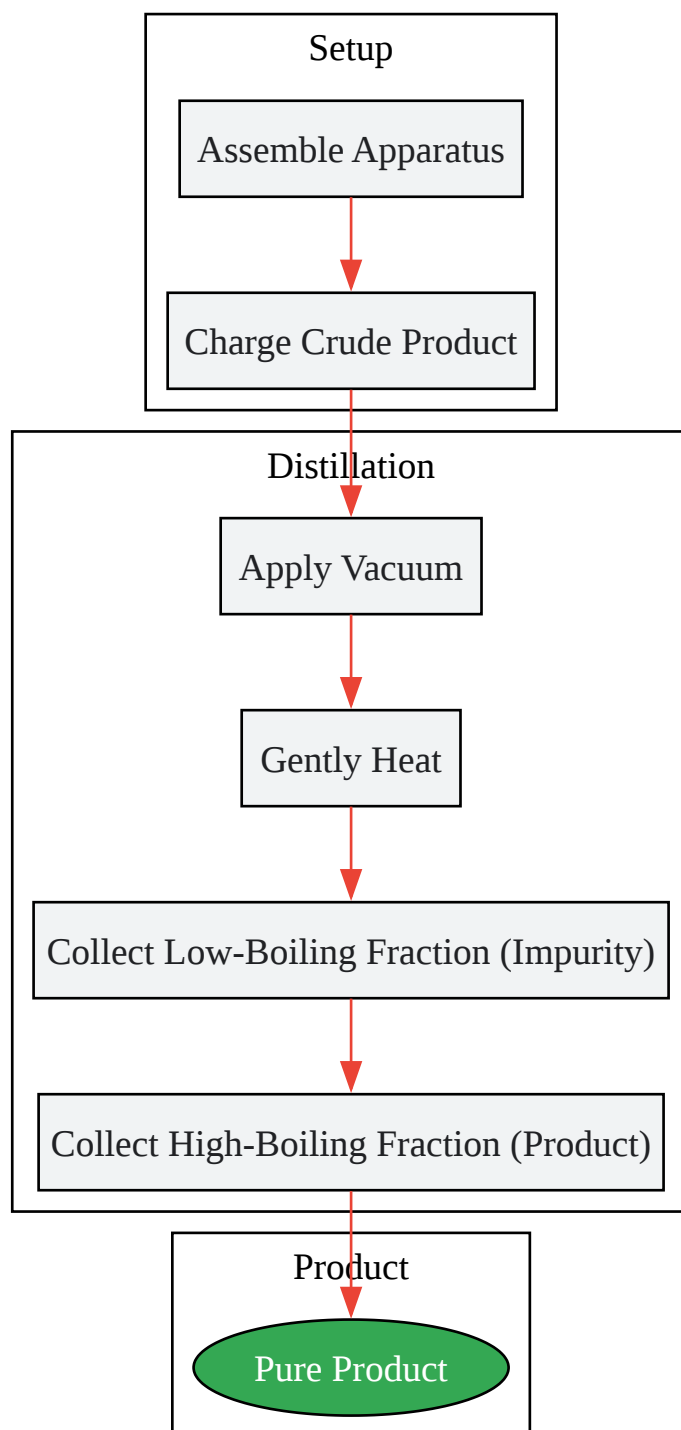 Setup
Assemble Apparatus
Charge Crude Product
Distillation
Apply Vacuum
Gently Heat
Collect Low-Boiling Fraction (Impurity)
Collect High-Boiling Fraction (Product)
Product
Pure Product